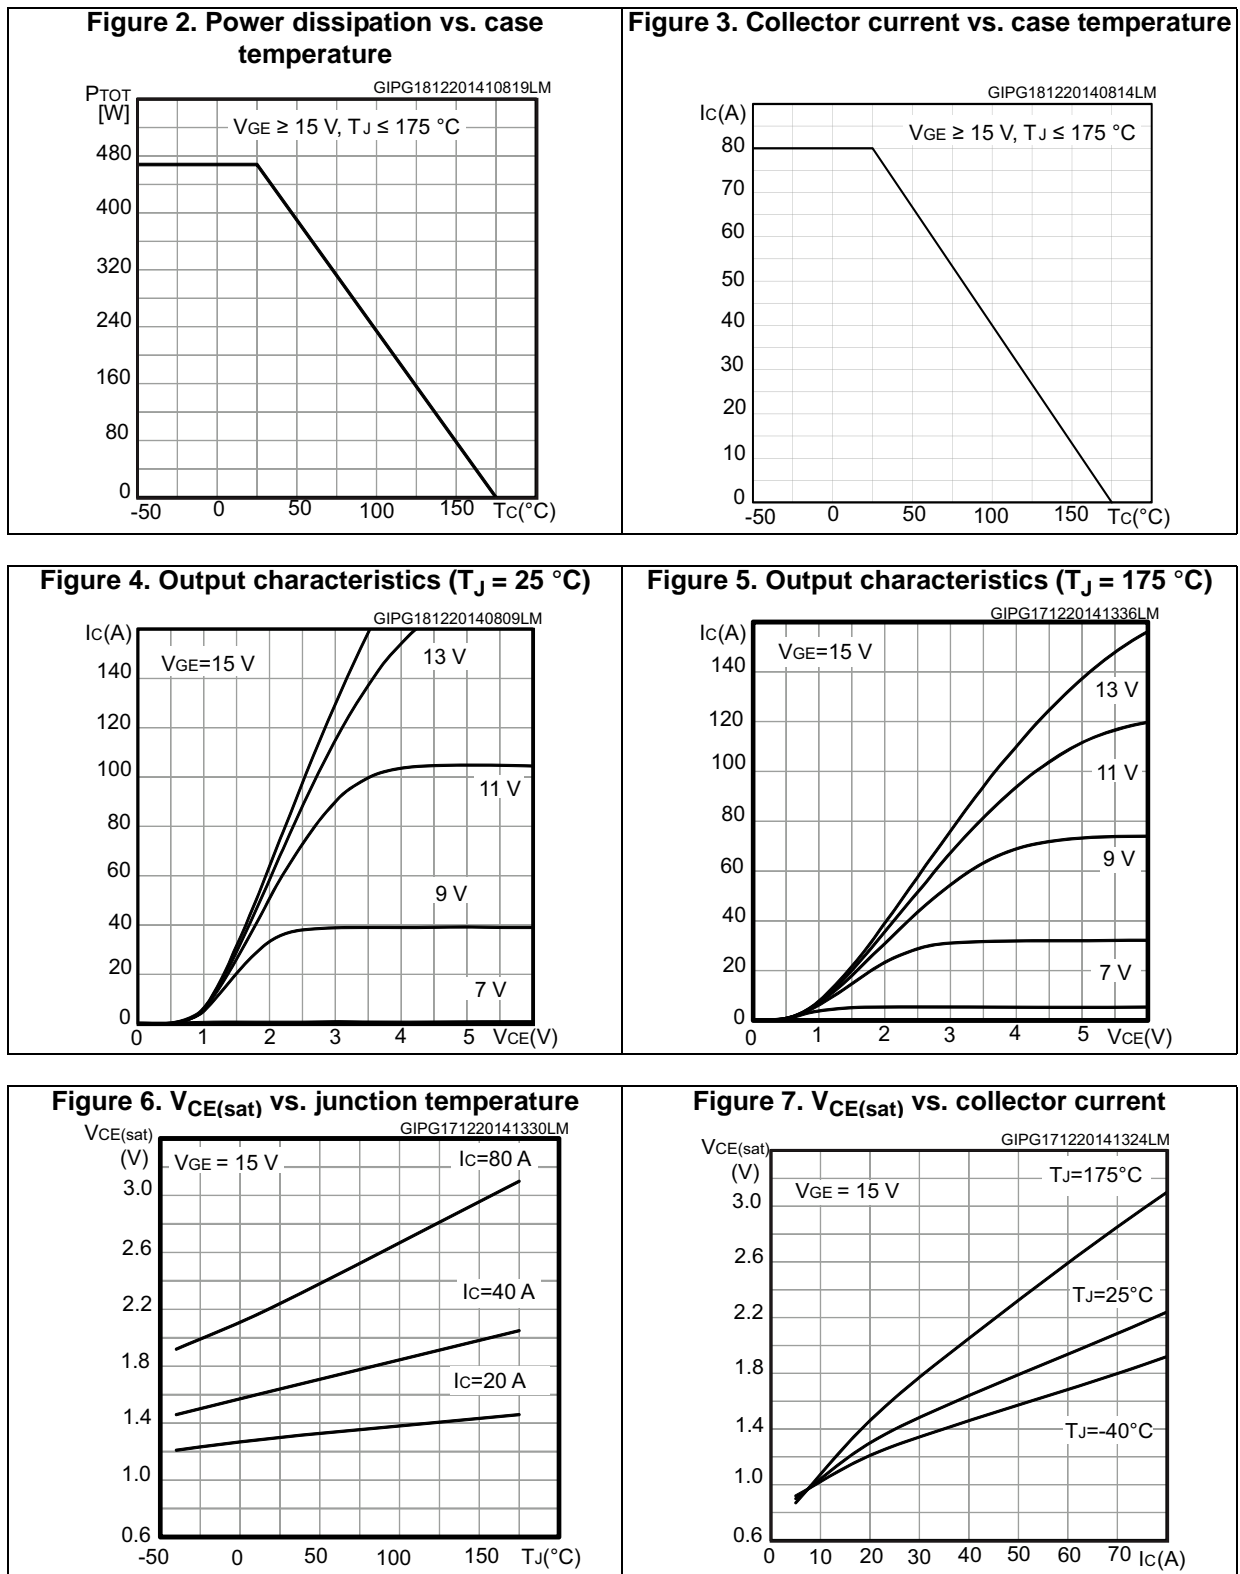 Figure 2. Power dissipation vs. case
temperature
GIPG1812201410819LM
PTOT
[W]
VGE ≥ 15 V, TJ ≤ 175 °C
480
400
320
240
160
80
0
-50 0 50 100 150 TC(°C)
Figure 3. Collector current vs. case temperature
GIPG181220140814LM
IC(A)
VGE ≥ 15 V, TJ ≤ 175 °C
80
70
60
50
40
30
20
10
0
-50 0 50 100 150 TC(°C)
Figure 4. Output characteristics (TJ = 25 °C)
GIPG181220140809LM
IC(A)
VGE=15 V
13 V
140
120
100
11 V
80
60
9 V
40
20
7 V
0
0 1 2 3 4 5 VCE(V)
Figure 5. Output characteristics (TJ = 175 °C)
GIPG171220141336LM
IC(A)
VGE=15 V
140
13 V
120
100
11 V
80
9 V
60
40
20
7 V
0
0 1 2 3 4 5 VCE(V)
Figure 6. VCE(sat) vs. junction temperature
GIPG171220141330LM
VCE(sat)
(V)
VGE = 15 V
IC=80 A
3.0
2.6
IC=40 A
2.2
1.8
IC=20 A
1.4
1.0
0.6
-50 0 50 100 150 TJ(°C)
Figure 7. VCE(sat) vs. collector current
GIPG171220141324LM
VCE(sat)
(V)
TJ=175°C
VGE = 15 V
3.0
2.6
TJ=25°C
2.2
1.8
1.4
TJ=-40°C
1.0
0.6
0 10 20 30 40 50 60 70 IC(A)